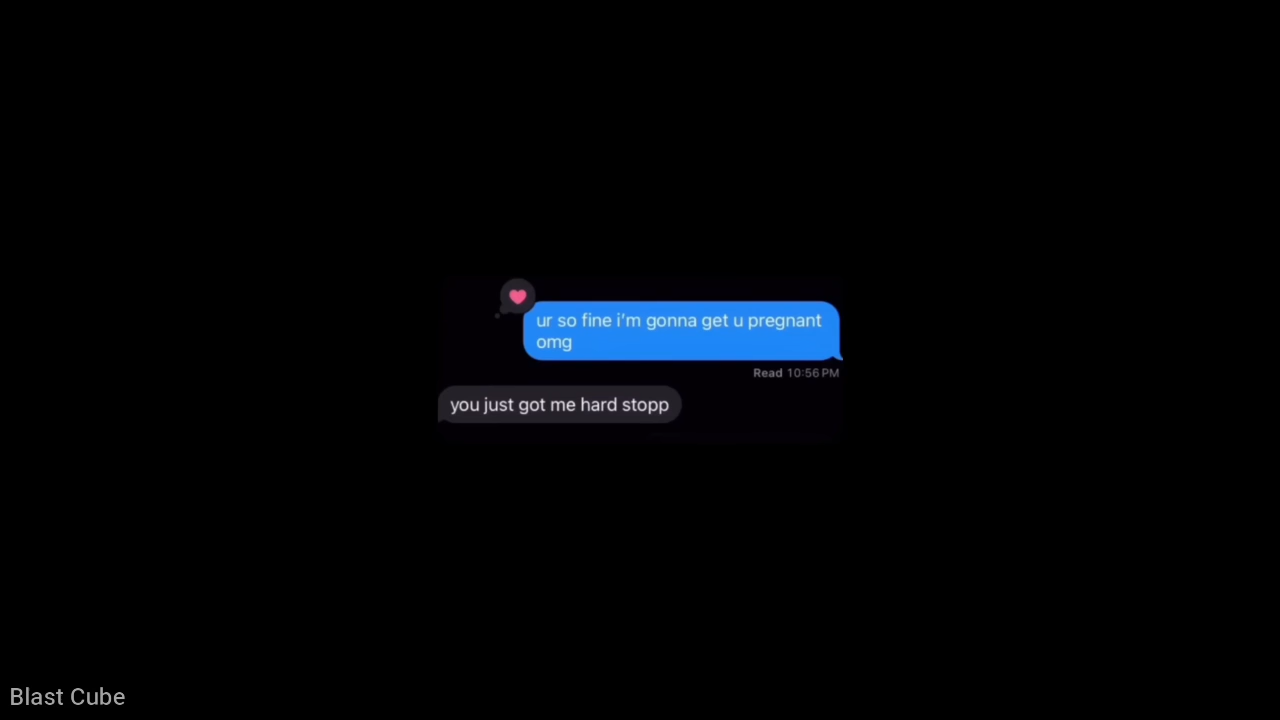 ur so fine i’m gonna get u pregnant
omg
Read 10:56 PM
you just got me hard stopp
Blast Cube